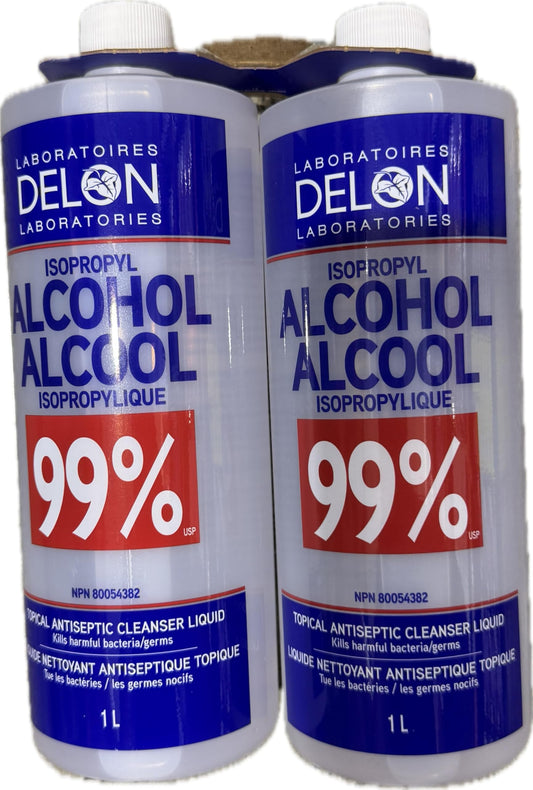 LABORATOIRES
DELON
LABORATORIES
ISOPROPYL
ALCOHOL
ALCOOL
ISOPROPYLIQUE
99%
USP
NPN 80054382
TOPICAL ANTISEPTIC CLEANSER LIQUID
Kills harmful bacteria/germs
LIQUIDE NETTOYANT ANTISEPTIQUE TOPIQUE
Tue les bactéries / les germes nocifs
1 L
LABORATOIRES
DELON
LABORATORIES
ISOPROPYL
ALCOHOL
ALCOOL
ISOPROPYLIQUE
99%
USP
NPN 80054382
TOPICAL ANTISEPTIC CLEANSER LIQUID
Kills harmful bacteria/germs
LIQUIDE NETTOYANT ANTISEPTIQUE TOPIQUE
Tue les bactéries / les germes nocifs
1 L